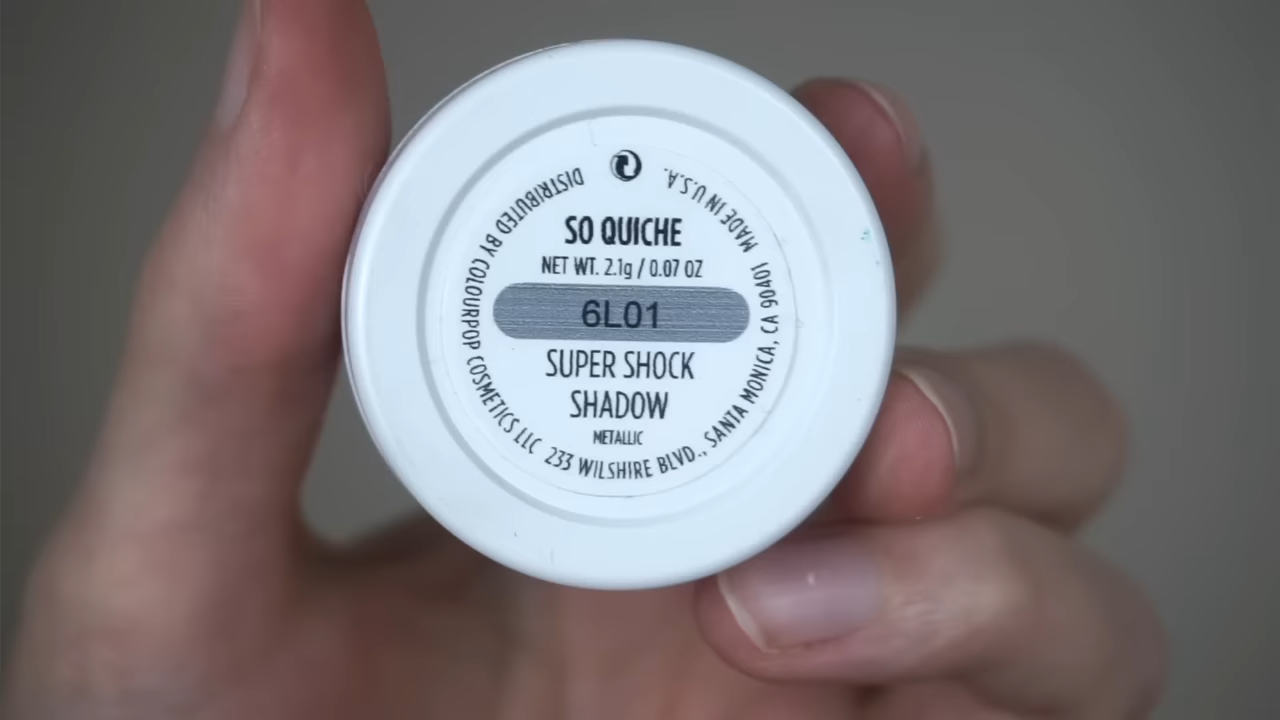 SO QUICHE
NET WT. 2.1g / 0.07 OZ
6L01
SUPER SHOCK
SHADOW
METALLIC
DISTRIBUTED BY COLOURPOP COSMETICS LLC 233 WILSHIRE BLVD., SANTA MONICA, CA 90401 MADE IN U.S.A.